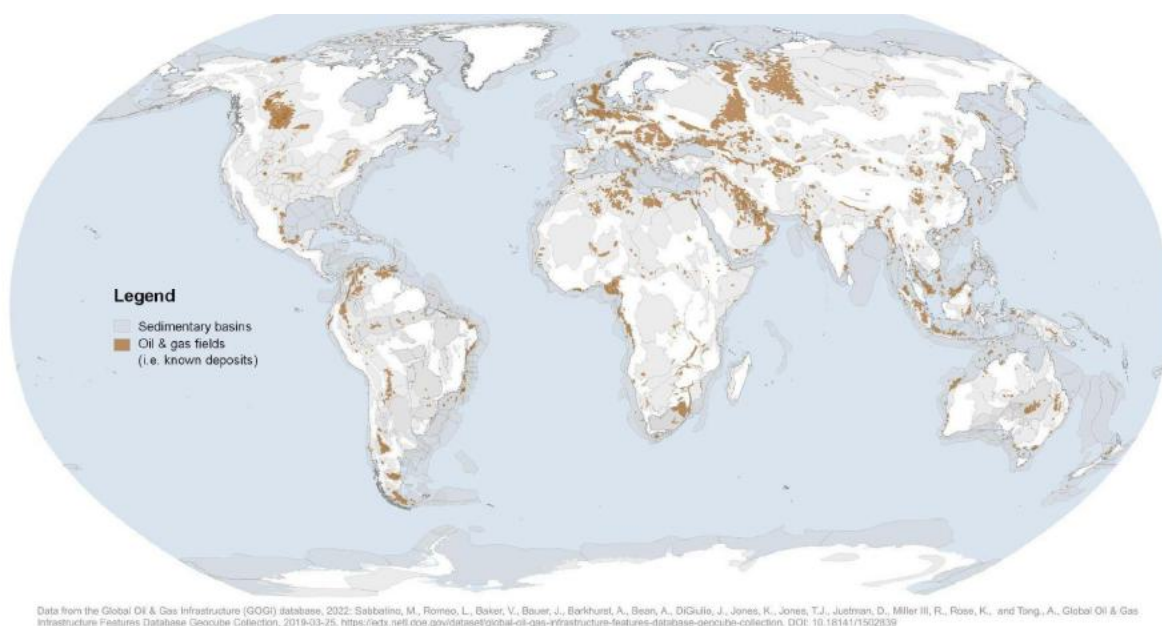 Legend
Sedimentary basins
Oil & gas fields
(i.e. known deposits)
Data from the Global Oil & Gas Infrastructure (GOGI) database, 2022: Sabbatino, M., Romeo, L., Baker, V., Bauer, J., Barkhurst, A., Bean, A., DiGiulio, J., Jones, K., Jones, T.J., Justman, D., Miller III, R., Rose, K., and Tong., A., Global Oil & Gas
Infrastructure Features Database Geocube Collection, 2019-03-25, https://edx.netl.doe.gov/dataset/global-oil-gas-infrastructure-features-database-geocube-collection, DOI: 10.18141/1502839